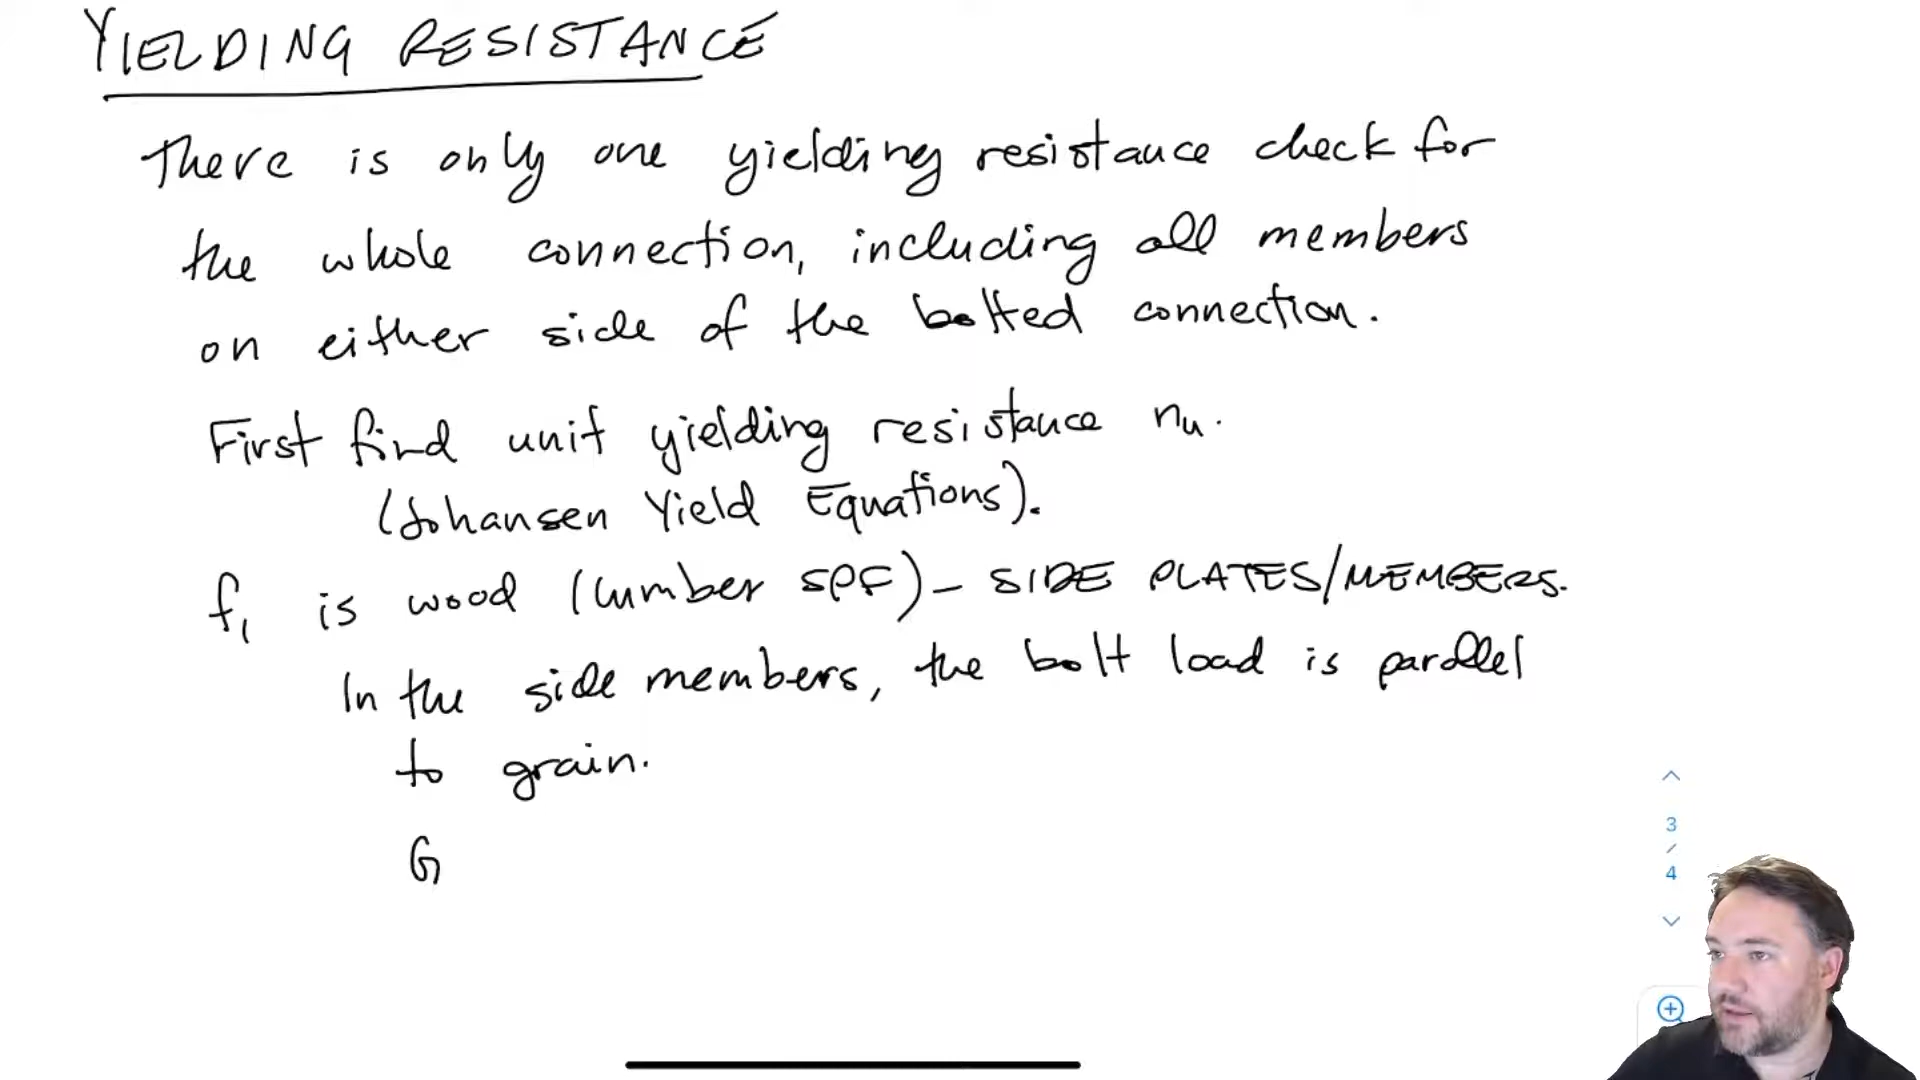 YIELDING RESISTANCE
There is only one yielding resistance check for
the whole connection, including all members
on either side of the bolted connection.
First find unit yielding resistance nu.
(Johansen Yield Equations).
f1 is wood (lumber SPF) - SIDE PLATES/MEMBERS.
In the side members, the bolt load is parallel
to grain.
G
3
/
4